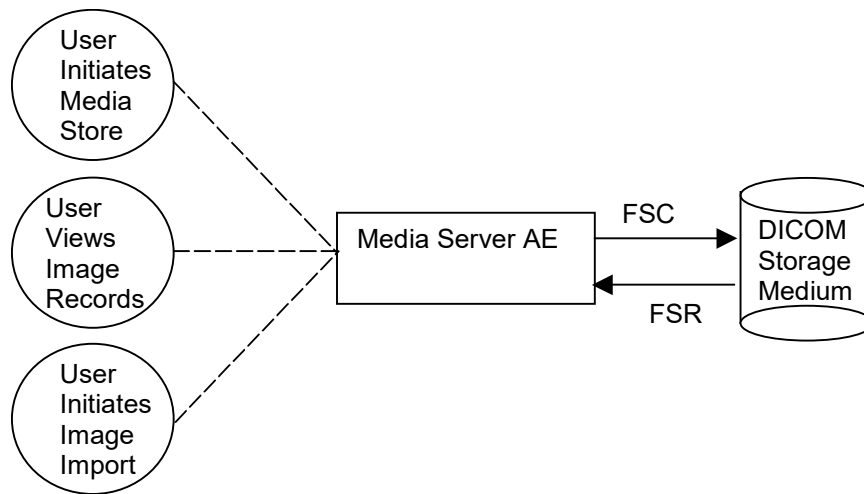 User
Initiates
Media
Store
User
Views
Image
Records
User
Initiates
Image
Import
Media Server AE
FSC
FSR
DICOM
Storage
Medium